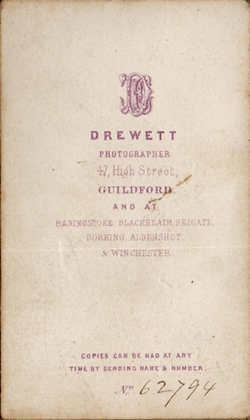 DREWETT
PHOTOGRAPHER
47, High Street,
GUILDFORD
AND AT
BASINGSTOKE, BLACKHEATH, REIGATE,
DORKING, ALDERSHOT,
& WINCHESTER
COPIES CAN BE HAD AT ANY
TIME BY SENDING NAME & NUMBER
No. 62794